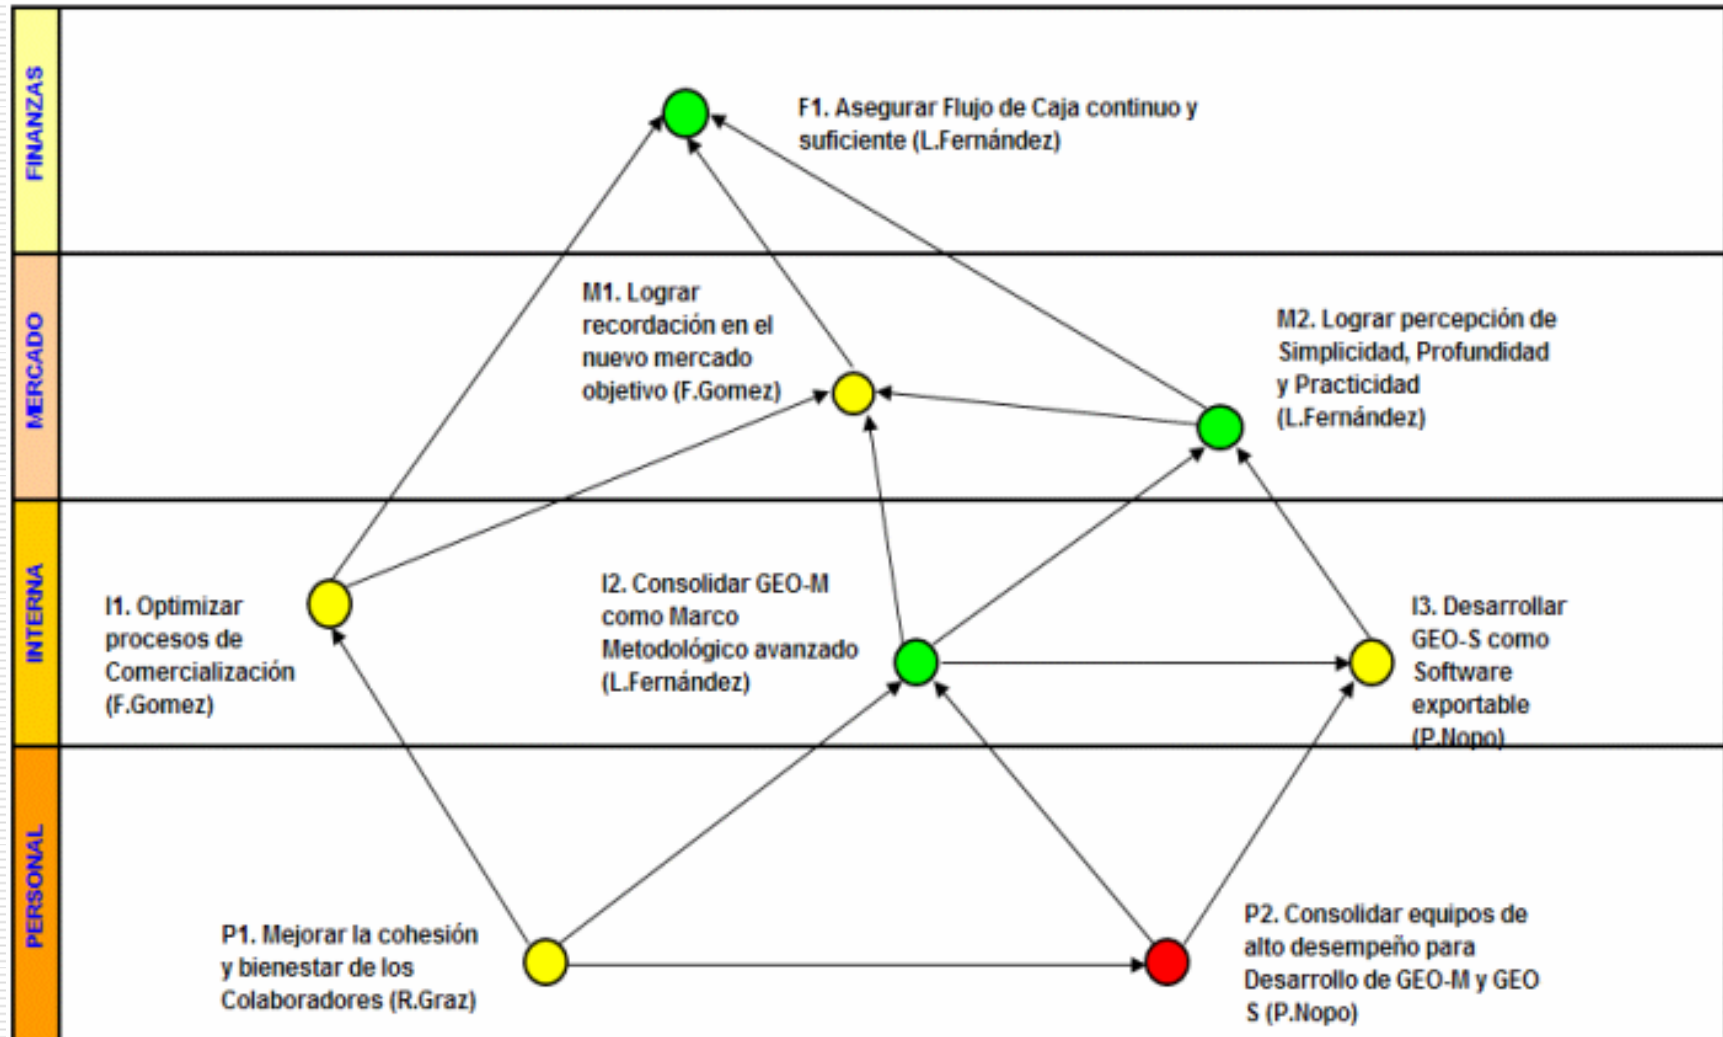 FINANZAS
F1. Asegurar Flujo de Caja continuo y
suficiente (L.Fernández)
MERCADO
M1. Lograr
recordación en el
nuevo mercado
objetivo (F.Gomez)
M2. Lograr percepción de
Simplicidad, Profundidad
y Practicidad
(L.Fernández)
INTERNA
I1. Optimizar
procesos de
Comercialización
(F.Gomez)
I2. Consolidar GEO-M
como Marco
Metodológico avanzado
(L.Fernández)
I3. Desarrollar
GEO-S como
Software
exportable
(P.Nopo)
PERSONAL
P1. Mejorar la cohesión
y bienestar de los
Colaboradores (R.Graz)
P2. Consolidar equipos de
alto desempeño para
Desarrollo de GEO-M y GEO
S (P.Nopo)